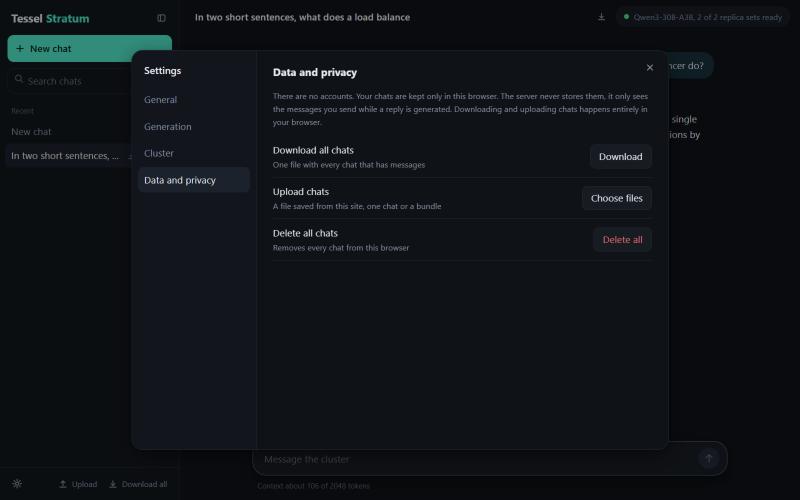 Tessel Stratum
New chat
Search chats
Recent
New chat
In two short sentences, ...
Upload
Download all
In two short sentences, what does a load balance
Qwen3-30B-A3B, 2 of 2 replica sets ready
ncer do?
single
ions by
Settings
General
Generation
Cluster
Data and privacy
Data and privacy
There are no accounts. Your chats are kept only in this browser. The server never stores them, it only sees
the messages you send while a reply is generated. Downloading and uploading chats happens entirely in
your browser.
Download all chats
One file with every chat that has messages
Download
Upload chats
A file saved from this site, one chat or a bundle
Choose files
Delete all chats
Removes every chat from this browser
Delete all
Message the cluster
Context about 106 of 2048 tokens